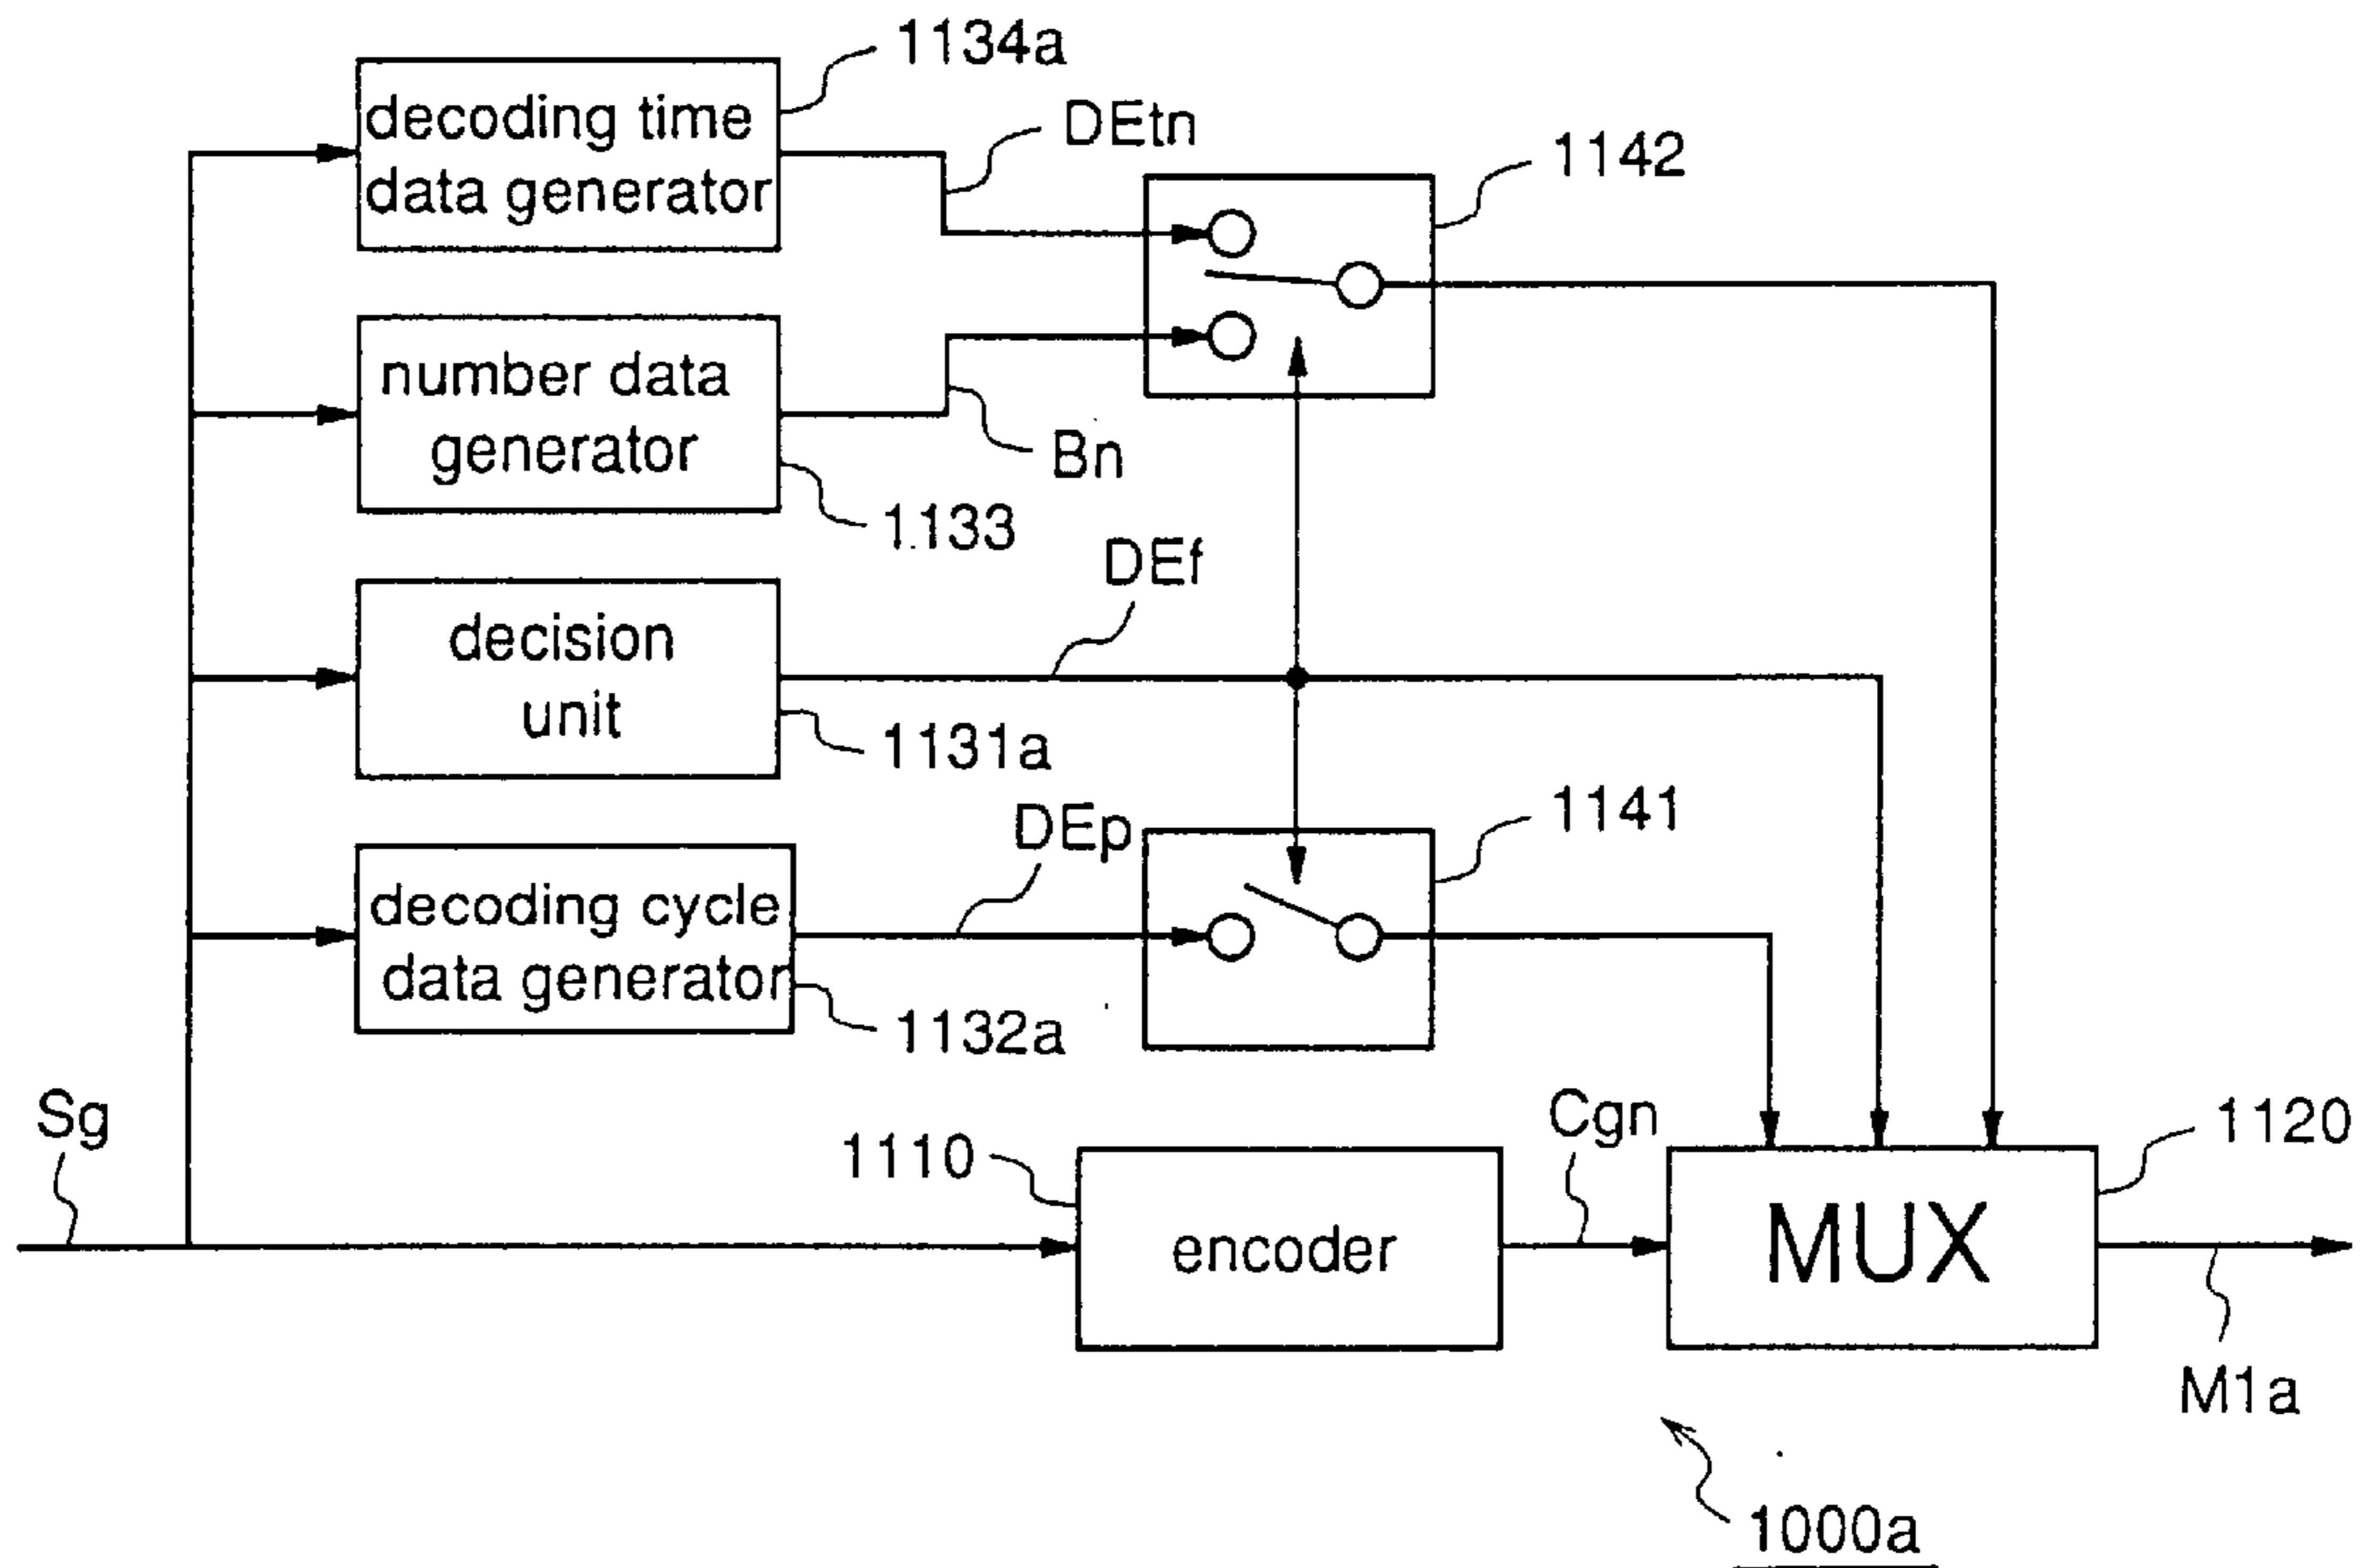 1134a
decoding time
data generator
DEtn
1142
number data
generator
Bn
1133
DEf
decision
unit
1131a
DEp
1141
decoding cycle
data generator
1132a
Sg
Cgn
1120
1110
encoder
MUX
M1a
1000a